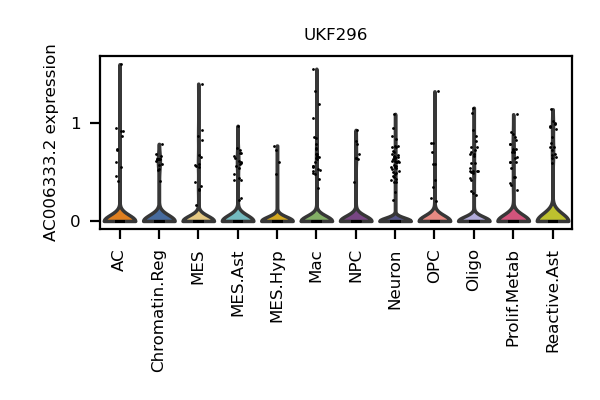 UKF296
AC006333.2 expression
1
0
AC
Chromatin.Reg
MES
MES.Ast
MES.Hyp
Mac
NPC
Neuron
OPC
Oligo
Prolif.Metab
Reactive.Ast